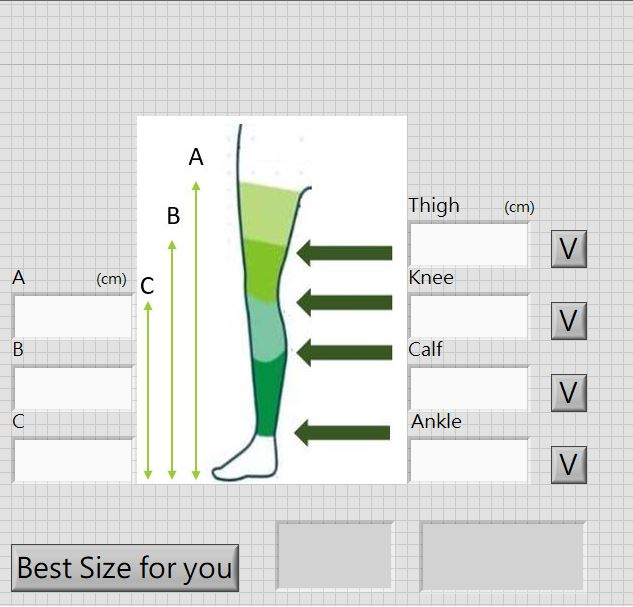 A
B
C
A (cm)
B
C
Thigh (cm)
V
Knee
V
Calf
V
Ankle
V
Best Size for you